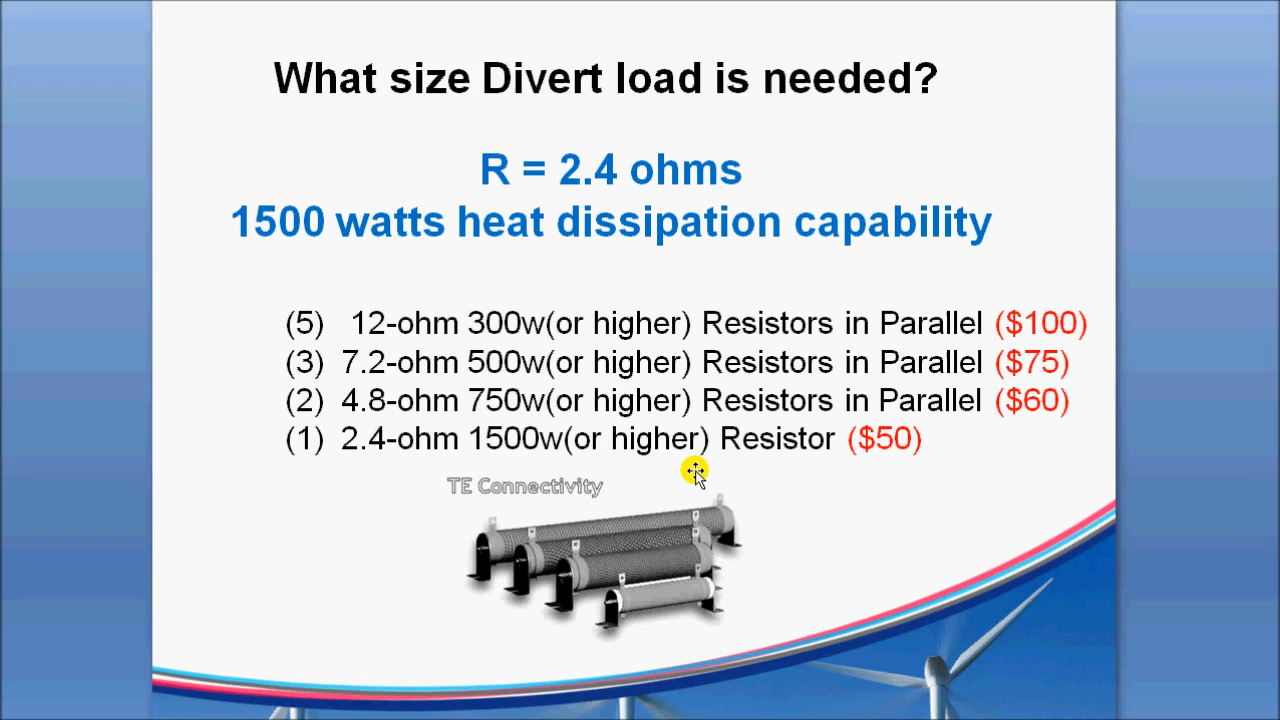 What size Divert load is needed?
R = 2.4 ohms
1500 watts heat dissipation capability
(5) 12-ohm 300w(or higher) Resistors in Parallel ($100)
(3) 7.2-ohm 500w(or higher) Resistors in Parallel ($75)
(2) 4.8-ohm 750w(or higher) Resistors in Parallel ($60)
(1) 2.4-ohm 1500w(or higher) Resistor ($50)
TE Connectivity